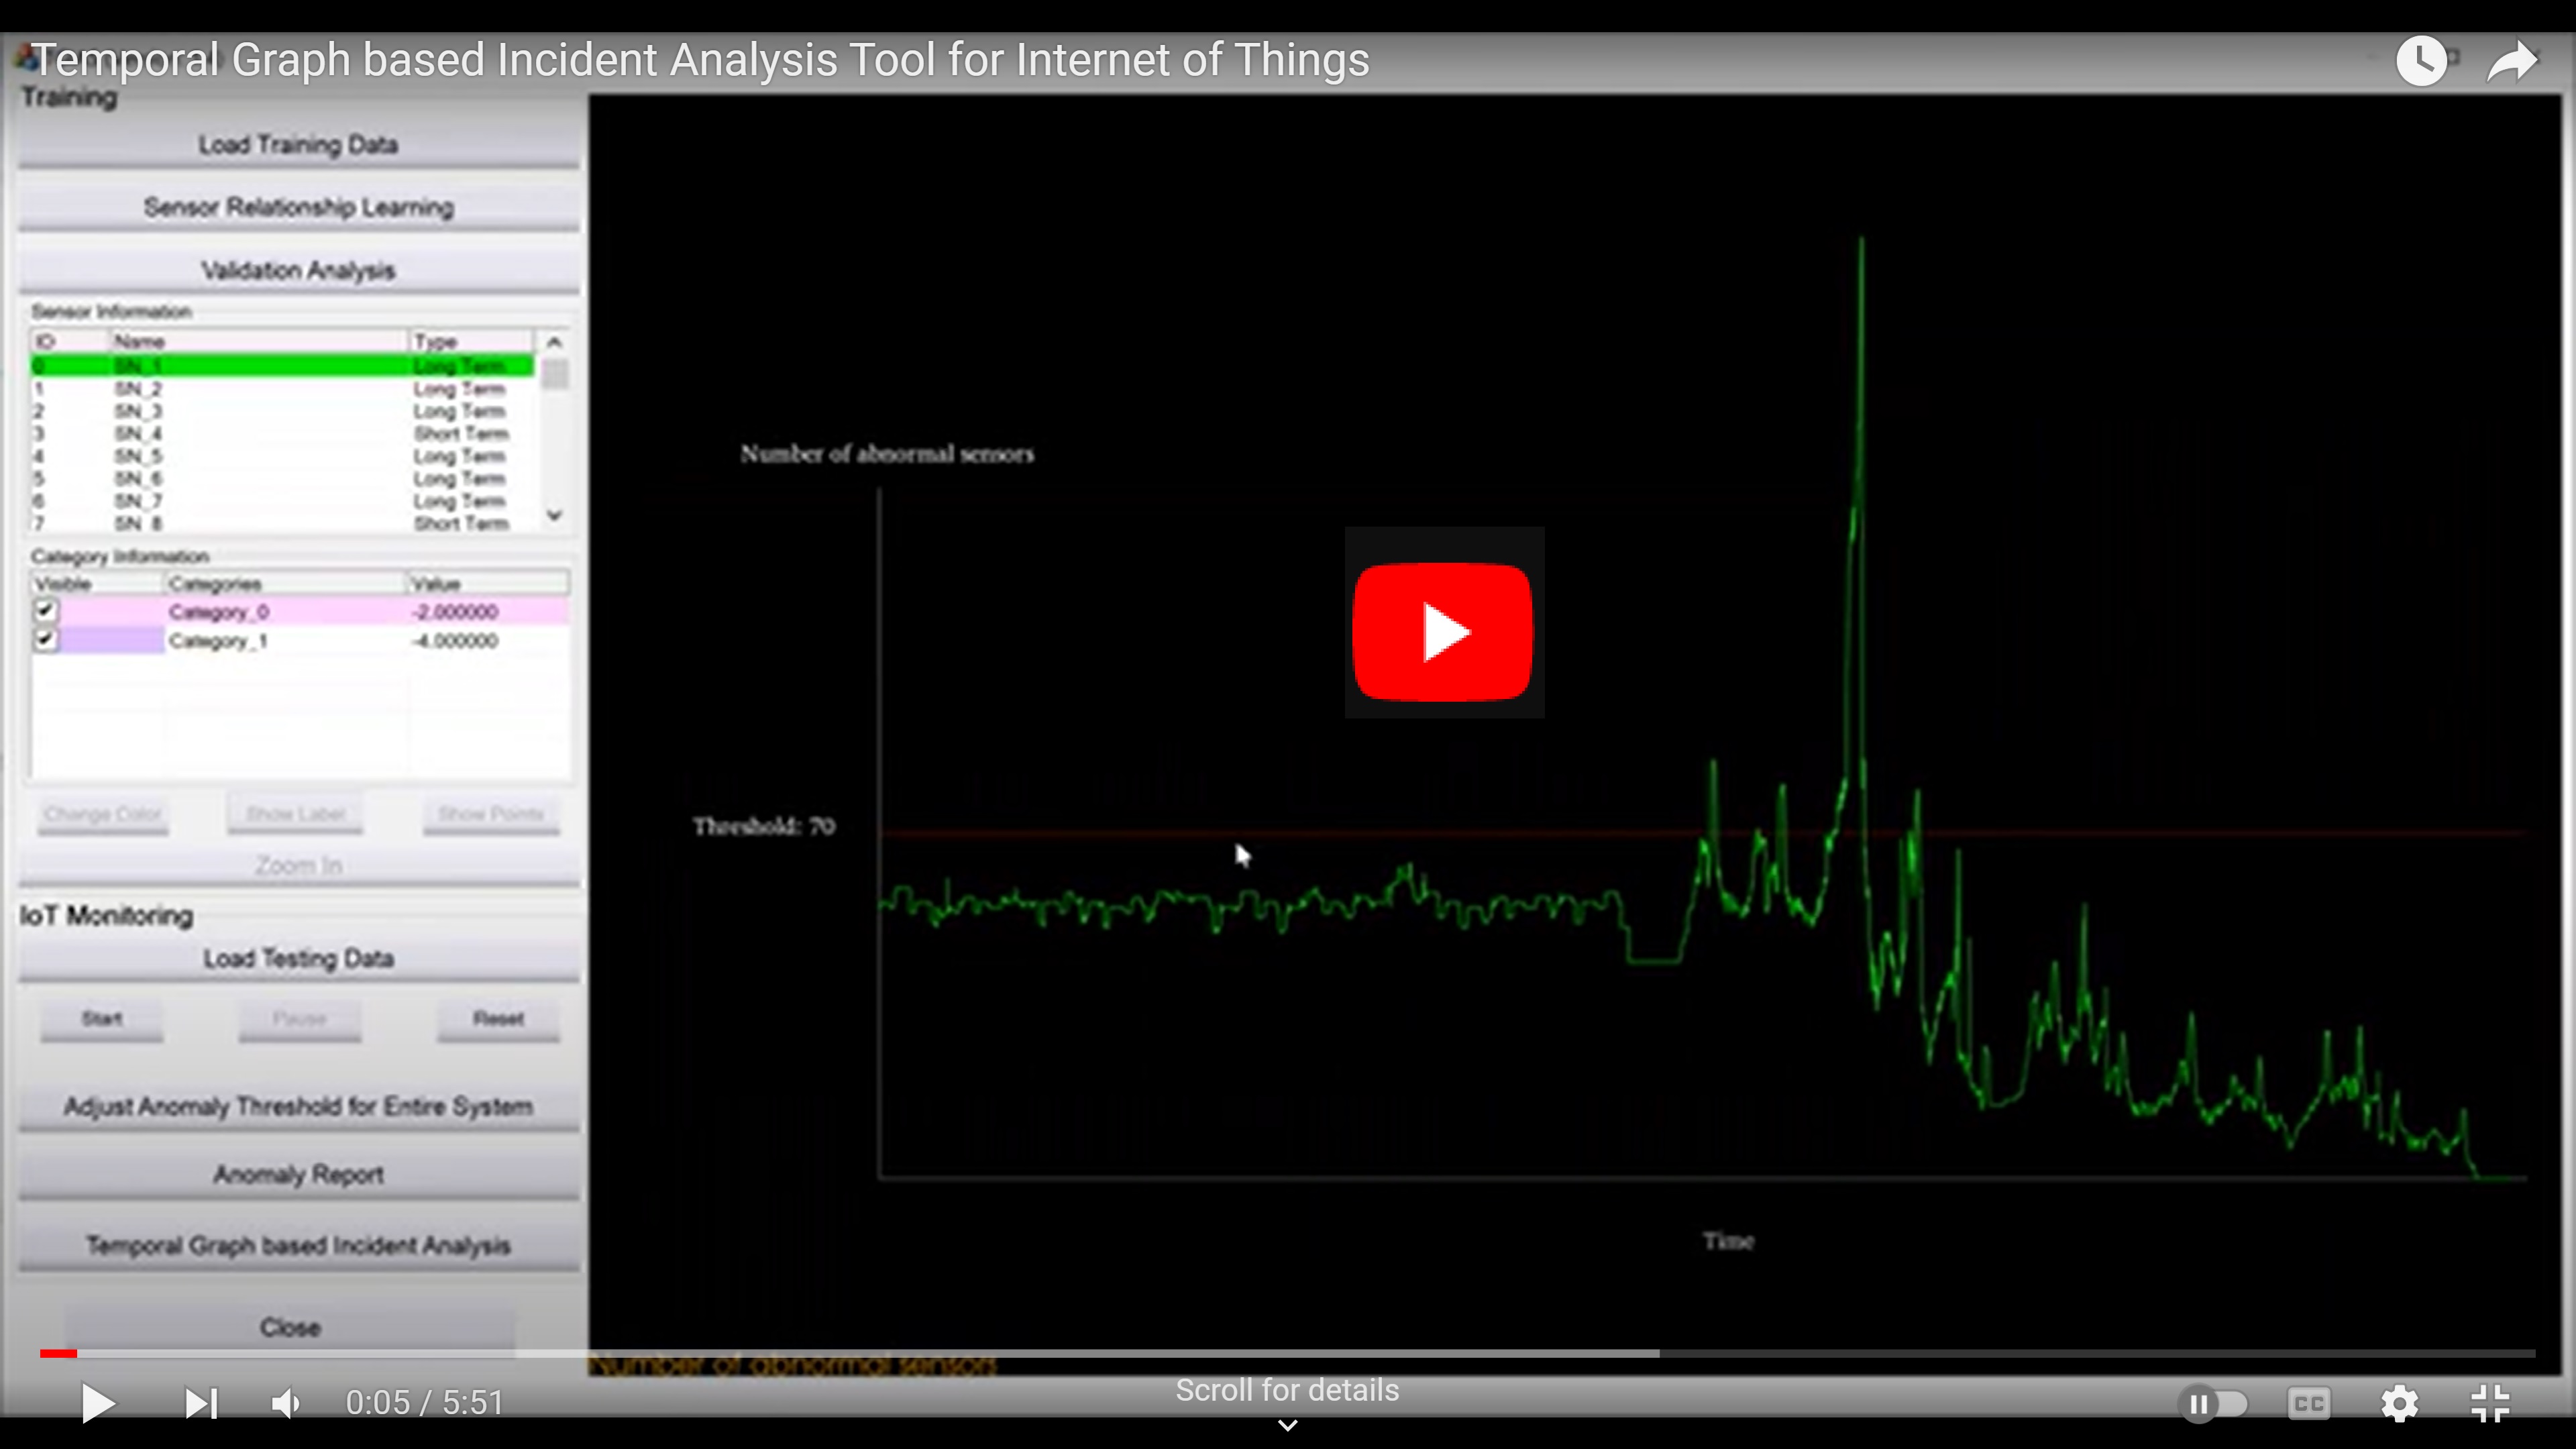 Temporal Graph based Incident Analysis Tool for Internet of Things
Training
Load Training Data
Sensor Relationship Learning
Validation Analysis
Sensor Information
ID Name Type
0 SN_1 Long Term
1 SN_2 Long Term
2 SN_3 Long Term
3 SN_4 Short Term
4 SN_5 Long Term
5 SN_6 Long Term
6 SN_7 Long Term
7 SN_8 Short Term
Category Information
Visible Categories Value
Category_0 -2.000000
Category_1 -4.000000
Change Color Show Label Show Points
Zoom In
IoT Monitoring
Load Testing Data
Start Pause Reset
Adjust Anomaly Threshold for Entire System
Anomaly Report
Temporal Graph based Incident Analysis
Close
Number of abnormal sensors
Threshold: 70
Time
Number of abnormal sensors
Scroll for details
0:05 / 5:51
CC